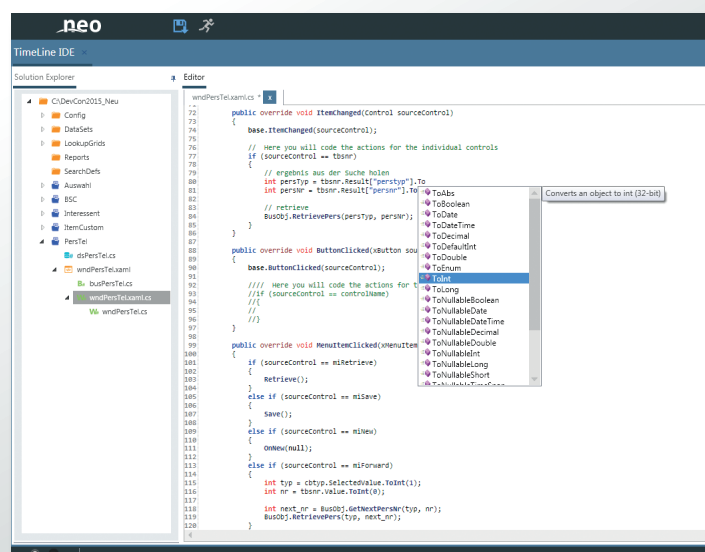 neo
TimeLine IDE
Solution Explorer
Editor
C:\DevCon2015_Neu
Config
DataSets
LookupGrids
Reports
SearchDefs
Auswahl
BSC
Interessent
ItemCustom
PersTel
dsPersTel.cs
wndPersTel.xaml
busPersTel.cs
wndPersTel.xaml.cs
wndPersTel.cs
wndPersTel.xaml.cs * x
72 public override void ItemChanged(Control sourceControl)
73 {
74 base.ItemChanged(sourceControl);
75
76 // Here you will code the actions for the individual controls
77 if (sourceControl == tbsnr)
78 {
79 // ergebnis aus der Suche holen
80 int persTyp = tbsnr.Result["perstyp"].To
81 int persNr = tbsnr.Result["persnr"].To
82
83 // retrieve
84 BusObj.RetrievePers(persTyp, persNr);
85 }
86 }
87
88 public override void ButtonClicked(xButton sou
89 {
90 base.ButtonClicked(sourceControl);
91
92 //// Here you will code the actions for t
93 //if (sourceControl == controlName)
94 //{
95 //
96 //}
97 }
98
99 public override void MenuItemClicked(xMenuItem
100 {
101 if (sourceControl == miRetrieve)
102 {
103 Retrieve();
104 }
105 else if (sourceControl == miSave)
106 {
107 Save();
108 }
109 else if (sourceControl == miNew)
110 {
111 OnNew(null);
112 }
113 else if (sourceControl == miForward)
114 {
115 int typ = cbtyp.SelectedValue.ToInt(1);
116 int nr = tbsnr.Value.ToInt(0);
117
118 int next_nr = BusObj.GetNextPersNr(typ, nr);
119 BusObj.RetrievePers(typ, next_nr);
120 }
ToAbs
ToBoolean
ToDate
ToDateTime
ToDecimal
ToDefaultInt
ToDouble
ToEnum
ToInt
ToLong
ToNullableBoolean
ToNullableDate
ToNullableDateTime
ToNullableDecimal
ToNullableDouble
ToNullableInt
ToNullableLong
ToNullableShort
ToNullableTimeSpan
Converts an object to int (32-bit)